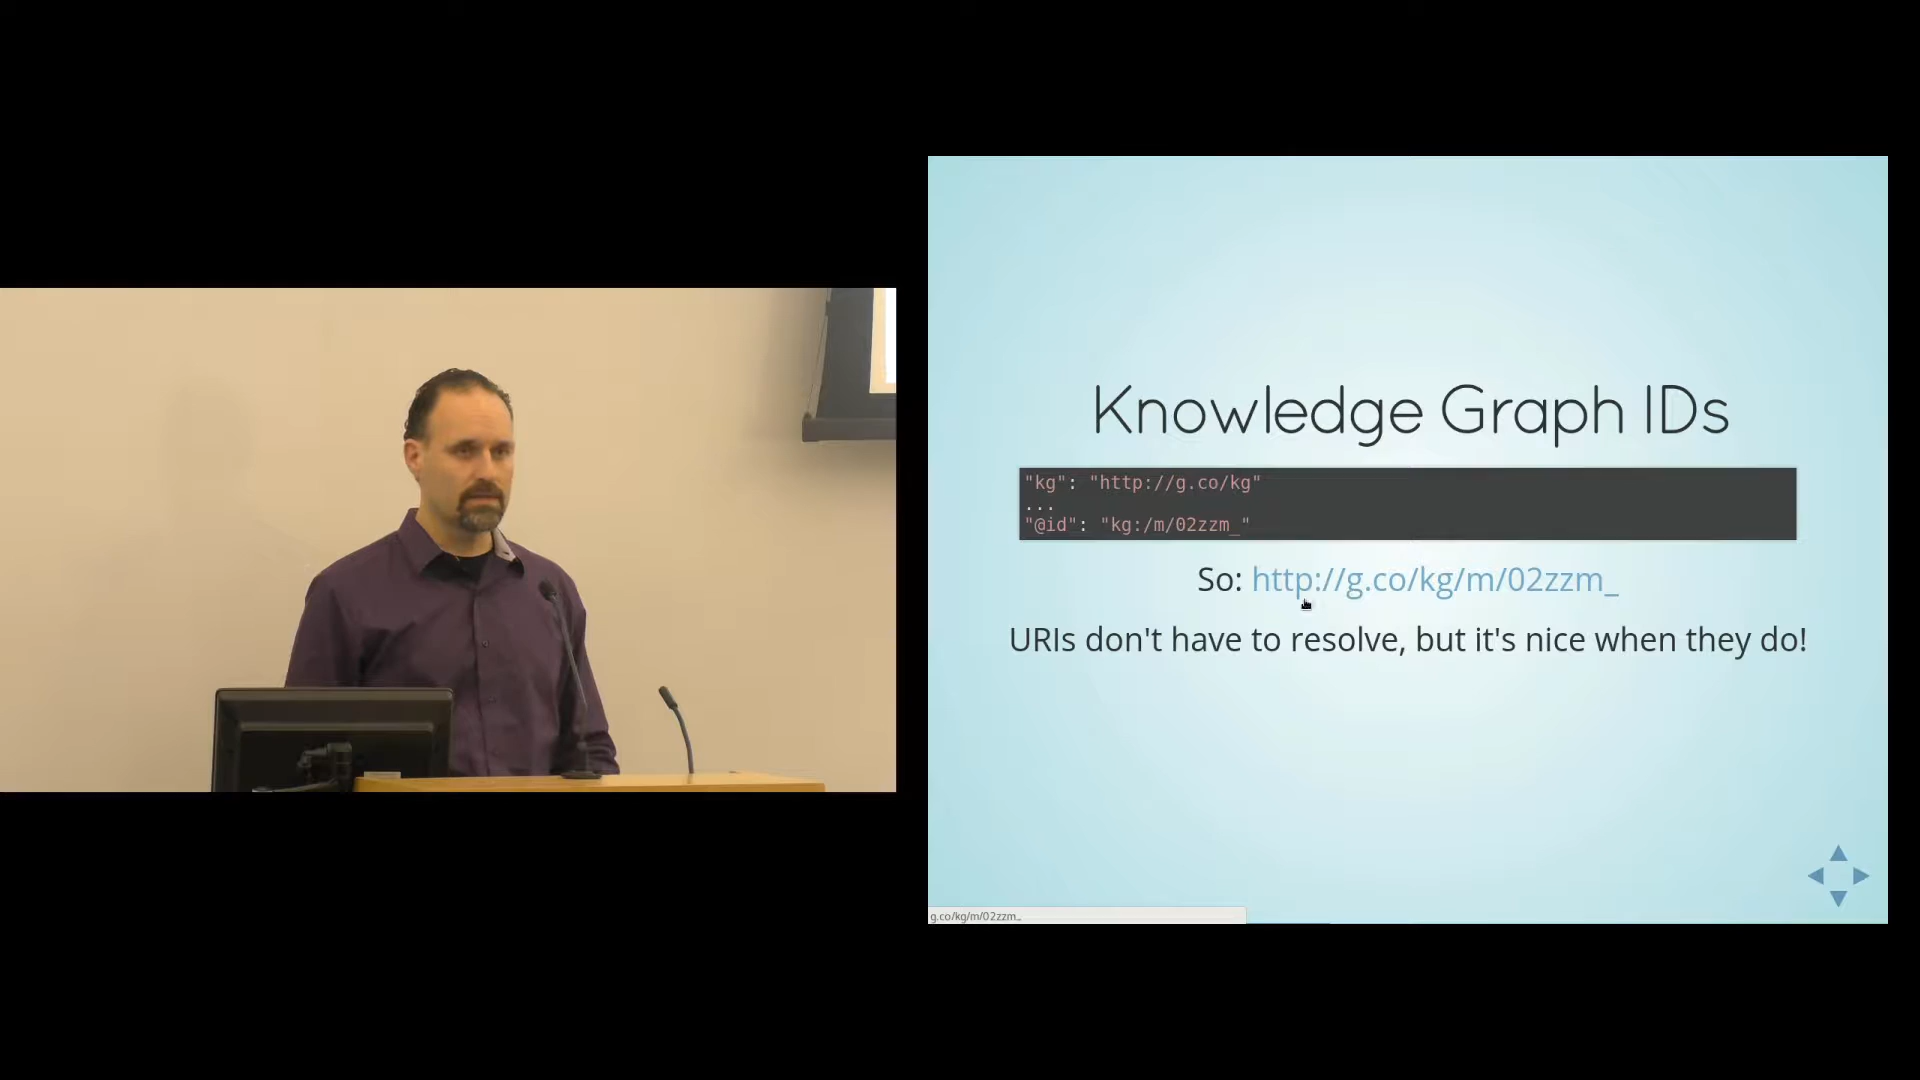 Knowledge Graph IDs
"kg": "http://g.co/kg"
...
"@id": "kg:/m/02zzm_"
So: http://g.co/kg/m/02zzm_
URIs don't have to resolve, but it's nice when they do!
g.co/kg/m/02zzm_